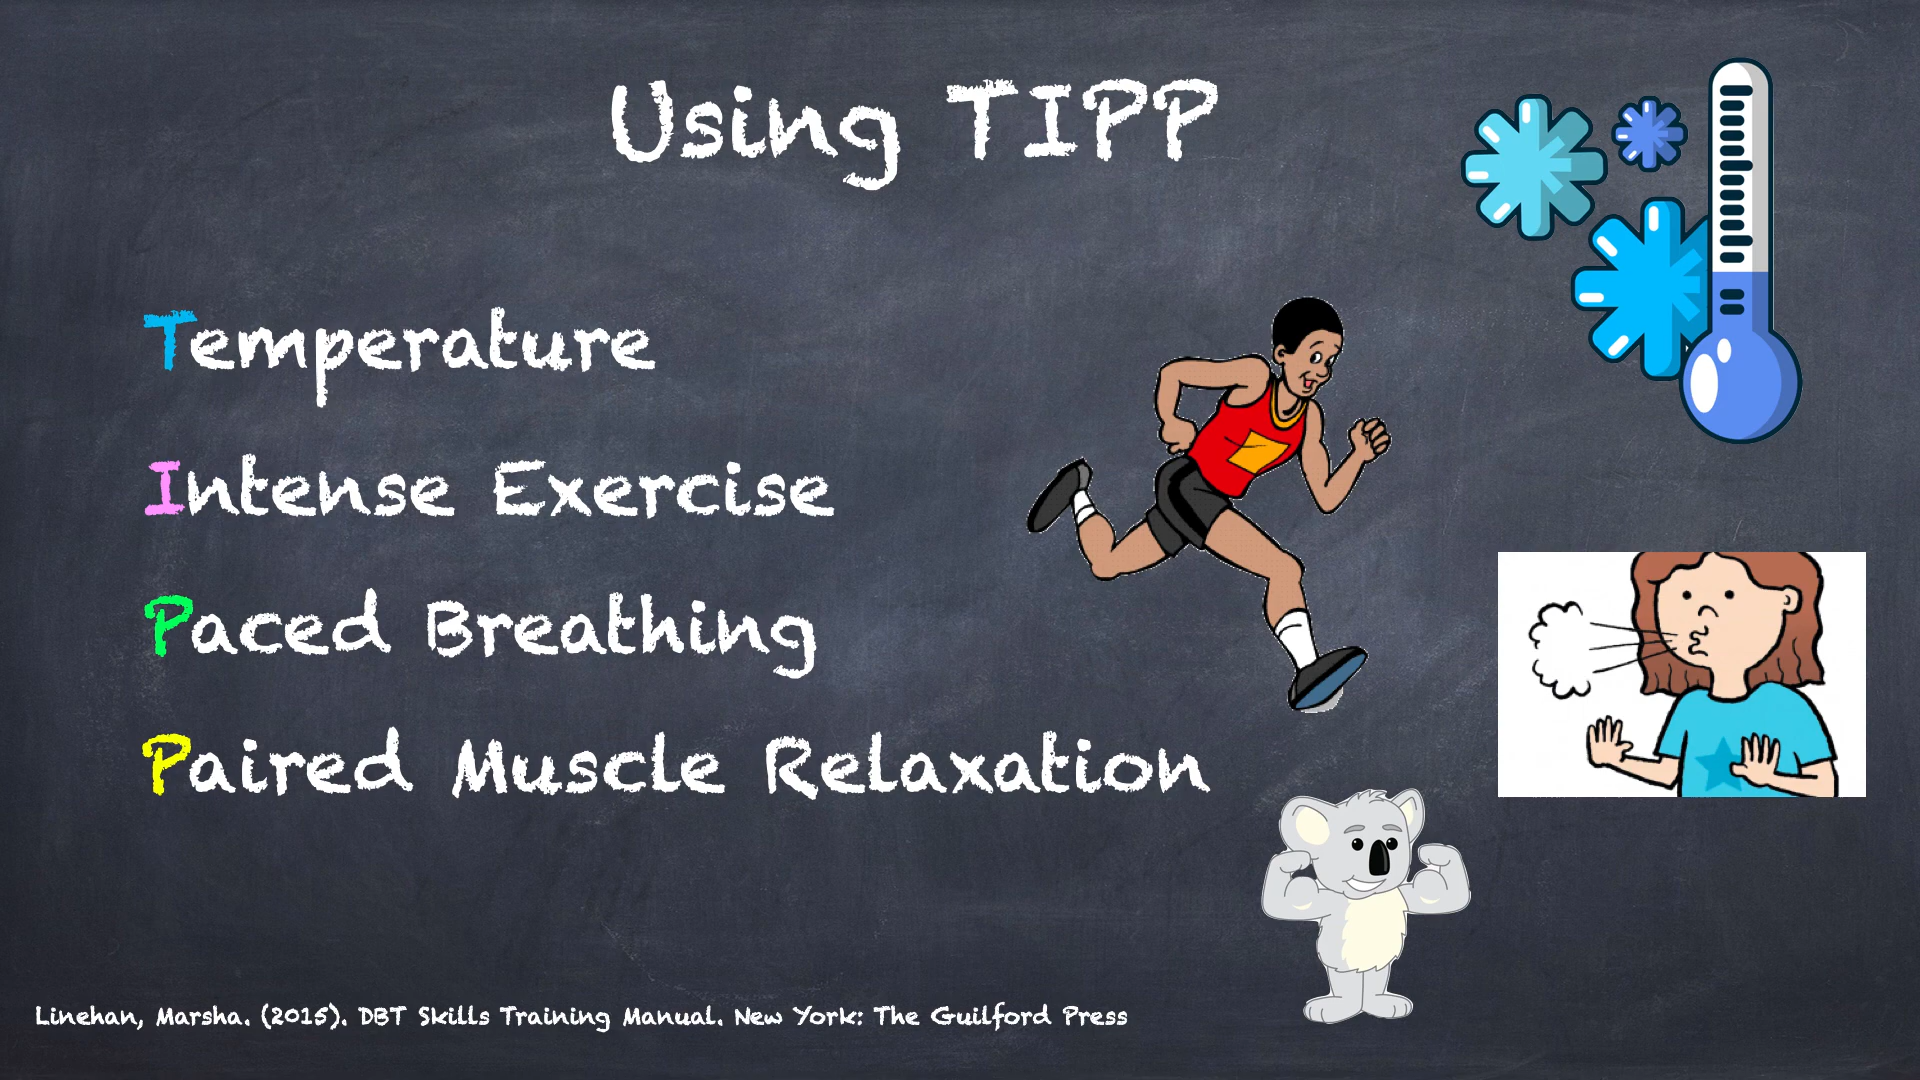 Using TIPP
Temperature
Intense Exercise
Paced Breathing
Paired Muscle Relaxation
Linehan, Marsha. (2015). DBT Skills Training Manual. New York: The Guilford Press